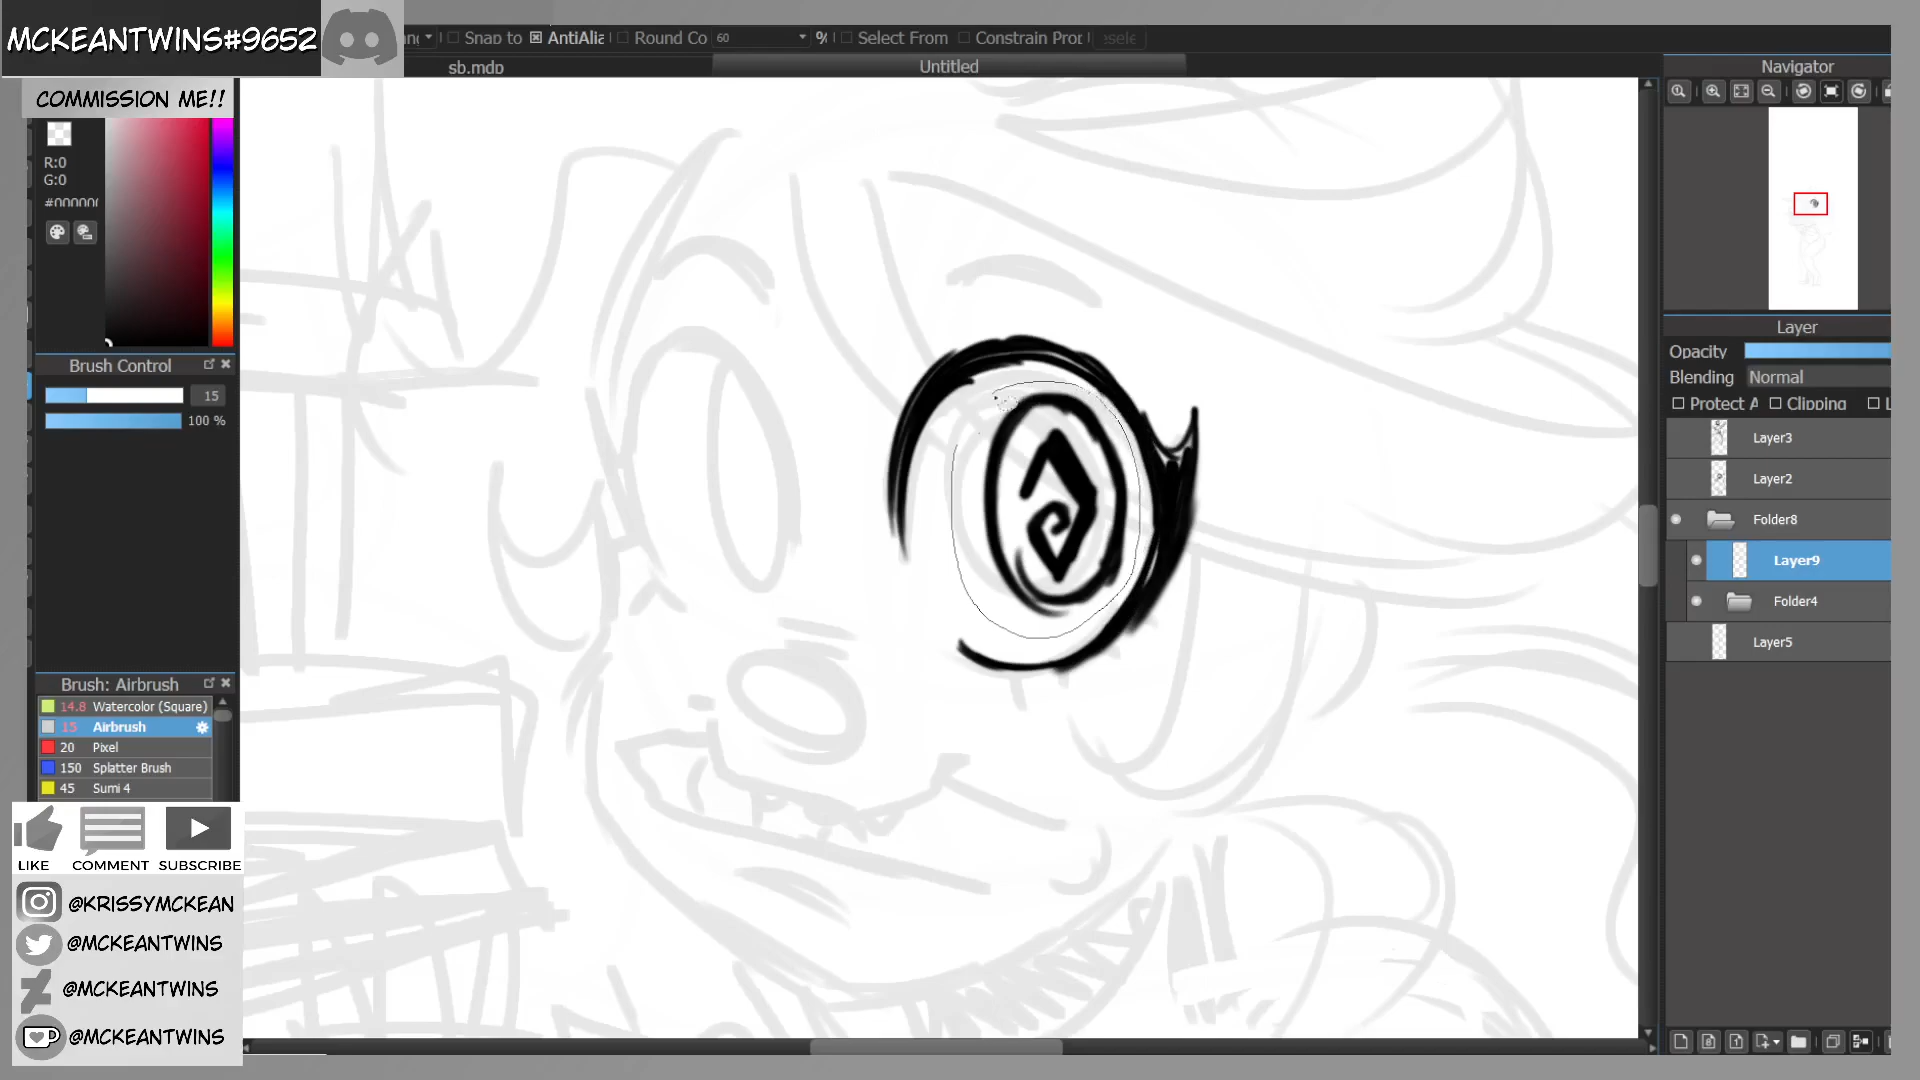 MCKEANTWINS#9652
COMMISSION ME!!
Snap to
AntiAlia
Round Co
60
%
Select From
Constrain Pror
sb.mdp
Untitled
Navigator
R:0
G:0
#000000
Brush Control
15
100 %
Brush: Airbrush
14.8 Watercolor (Square)
15 Airbrush
20 Pixel
150 Splatter Brush
45 Sumi 4
LIKE
COMMENT
SUBSCRIBE
@KRISSYMCKEAN
@MCKEANTWINS
@MCKEANTWINS
@MCKEANTWINS
Layer
Opacity
Blending Normal
Protect A
Clipping
L
Layer3
Layer2
Folder8
Layer9
Folder4
Layer5